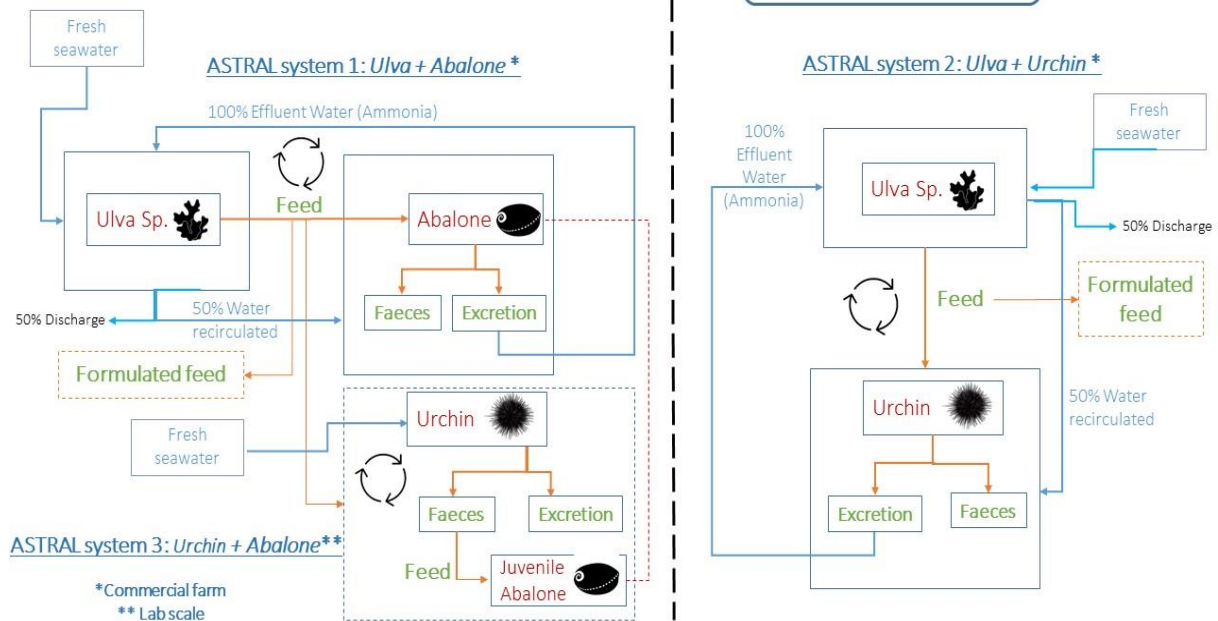 Fresh
seawater
ASTRAL system 1: Ulva + Abalone *
100% Effluent Water (Ammonia)
Ulva Sp.
Feed
Abalone
Faeces
Excretion
50% Discharge
50% Water
recirculated
Formulated feed
Urchin
Fresh
seawater
Faeces
Excretion
ASTRAL system 3: Urchin + Abalone**
Feed
Juvenile
Abalone
*Commercial farm
** Lab scale
ASTRAL system 2: Ulva + Urchin *
Fresh
seawater
100%
Effluent
Water
(Ammonia)
Ulva Sp.
50% Discharge
Feed
Formulated
feed
Urchin
50% Water
recirculated
Excretion
Faeces